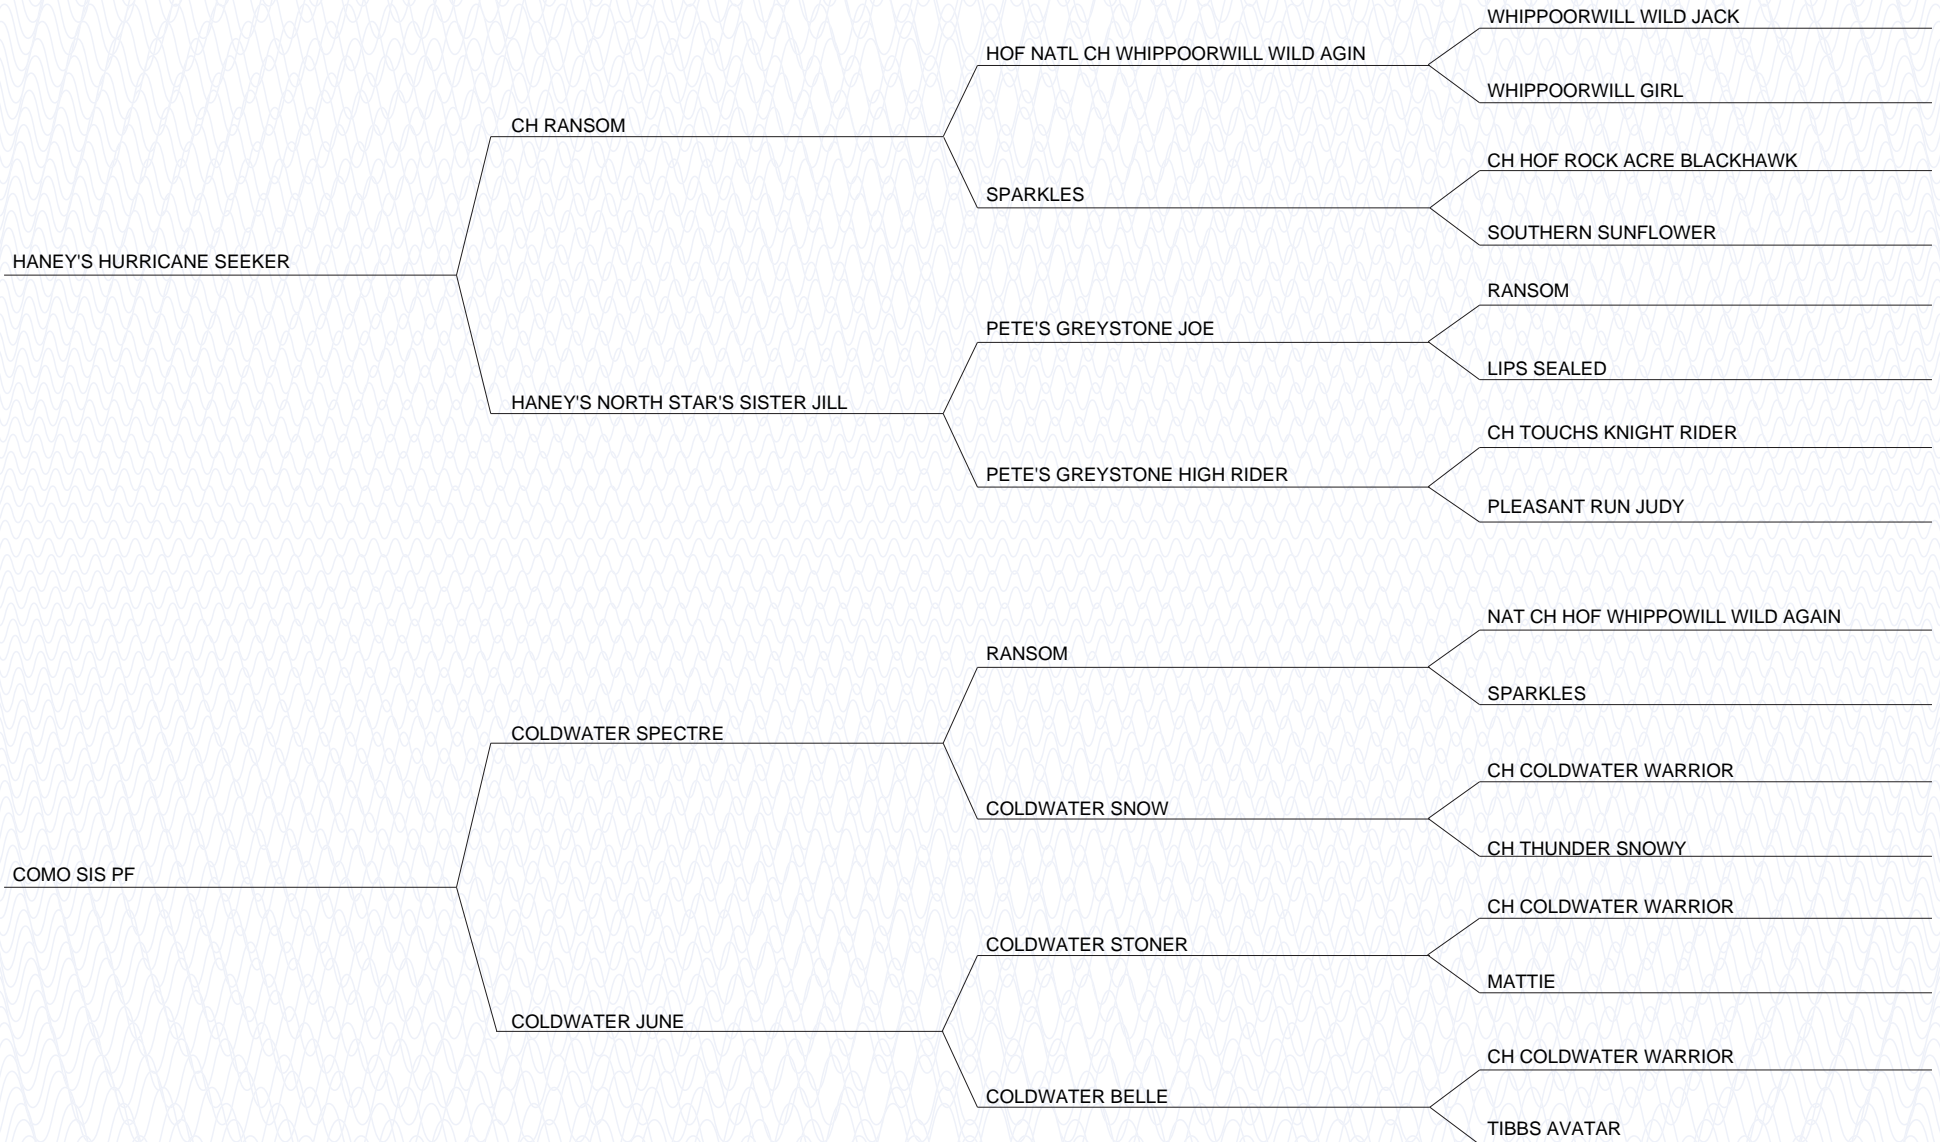 WHIPPOORWILL WILD JACK
HOF NATL CH WHIPPOORWILL WILD AGIN
WHIPPOORWILL GIRL
CH RANSOM
CH HOF ROCK ACRE BLACKHAWK
SPARKLES
SOUTHERN SUNFLOWER
HANEY'S HURRICANE SEEKER
RANSOM
PETE'S GREYSTONE JOE
LIPS SEALED
HANEY'S NORTH STAR'S SISTER JILL
CH TOUCHS KNIGHT RIDER
PETE'S GREYSTONE HIGH RIDER
PLEASANT RUN JUDY
NAT CH HOF WHIPPOWILL WILD AGAIN
RANSOM
SPARKLES
COLDWATER SPECTRE
CH COLDWATER WARRIOR
COLDWATER SNOW
CH THUNDER SNOWY
COMO SIS PF
CH COLDWATER WARRIOR
COLDWATER STONER
MATTIE
COLDWATER JUNE
CH COLDWATER WARRIOR
COLDWATER BELLE
TIBBS AVATAR